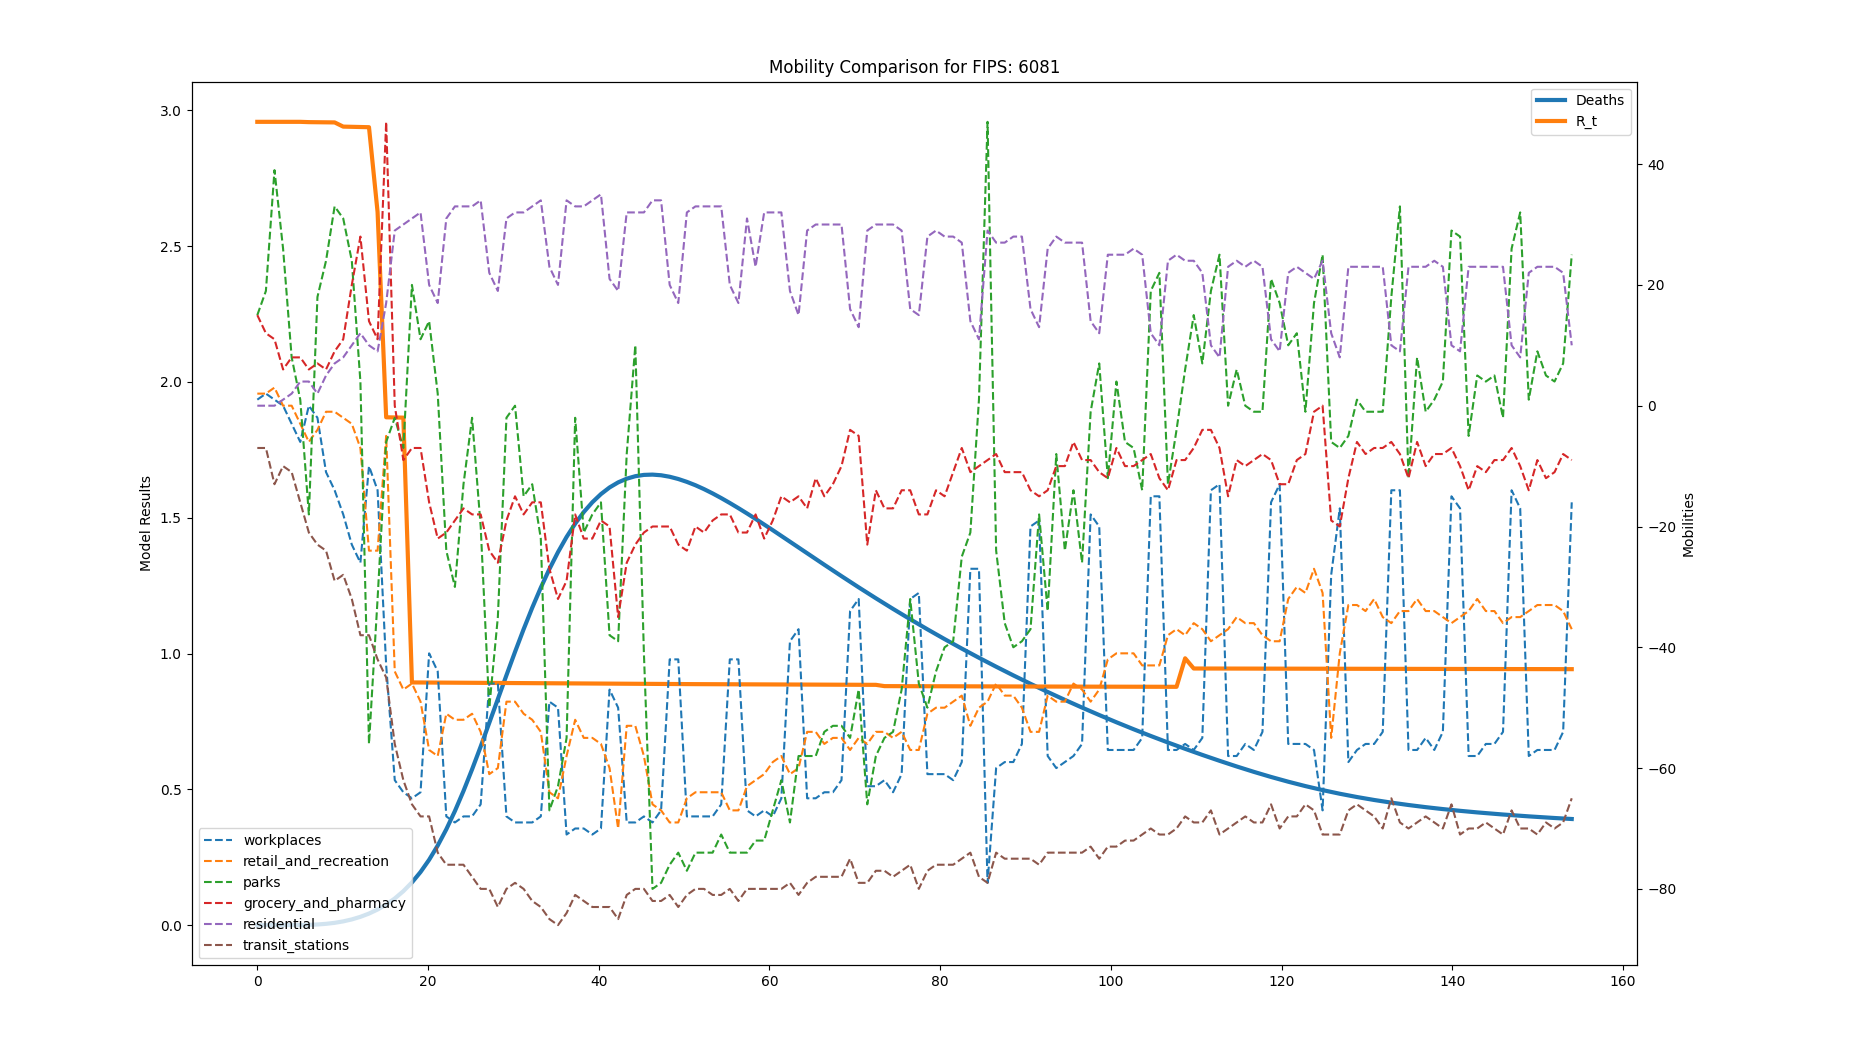 Mobility Comparison for FIPS: 6081
Deaths
R_t
3.0
2.5
2.0
1.5
1.0
0.5
0.0
Model Results
40
20
0
−20
−40
−60
−80
Mobilities
workplaces
retail_and_recreation
parks
grocery_and_pharmacy
residential
transit_stations
0 20 40 60 80 100 120 140 160